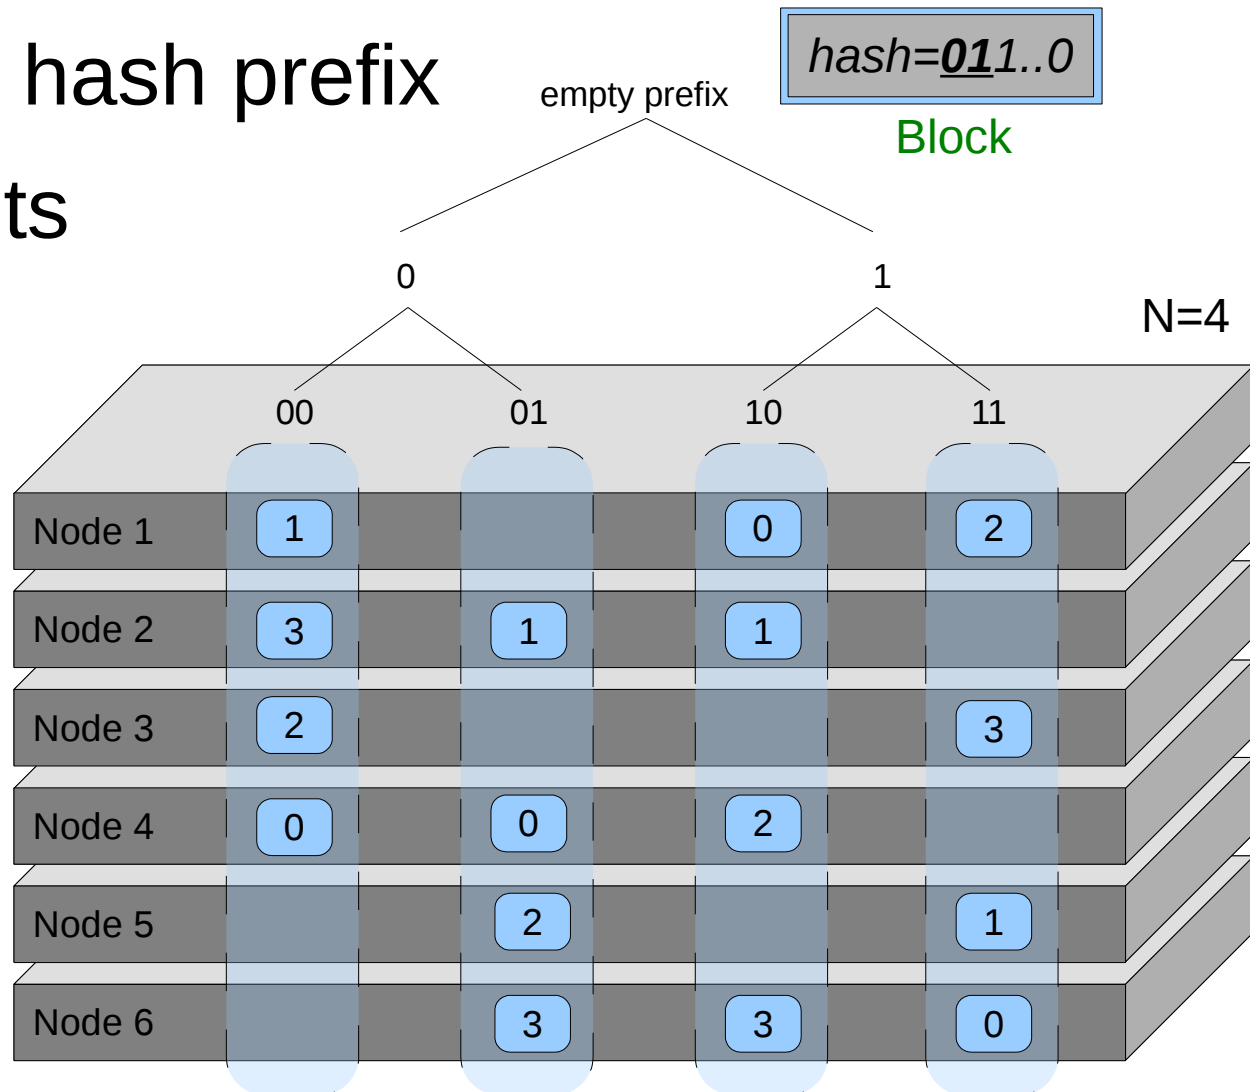 hash=011..0
hash prefix
empty prefix
Block
ts
0 1
N=4
00 01 10 11
Node 1 1 0 2
Node 2 3 1 1
Node 3 2 3
Node 4 0 0 2
Node 5 2 1
Node 6 3 3 0